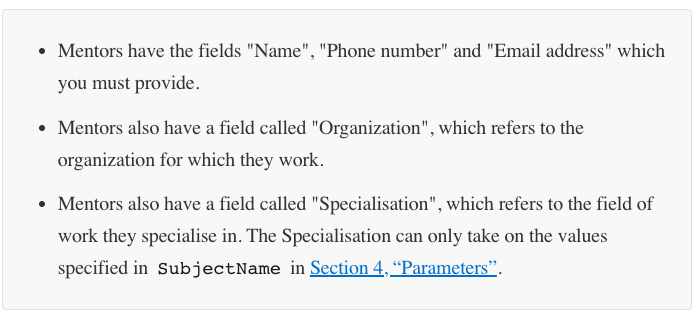 • Mentors have the fields "Name", "Phone number" and "Email address" which
you must provide.
• Mentors also have a field called "Organization", which refers to the
organization for which they work.
• Mentors also have a field called "Specialisation", which refers to the field of
work they specialise in. The Specialisation can only take on the values
specified in SubjectName in Section 4, “Parameters”.